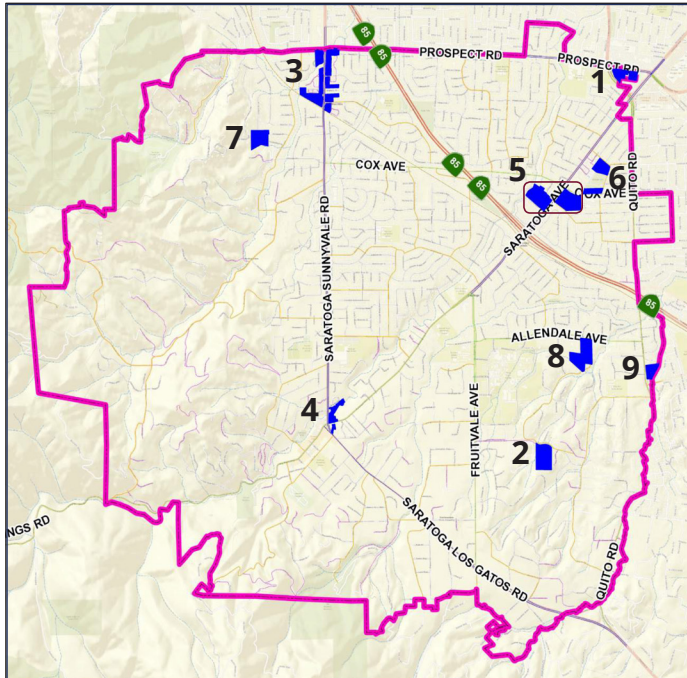 85
85
PROSPECT RD
PROSPECT RD
1
3
7
COX AVE
85
85
5
6
COX AVE
QUITO RD
SARATOGA AVE
SARATOGA SUNNYVALE RD
85
ALLENDALE AVE
8
9
4
FRUITVALE AVE
2
SARATOGA LOS GATOS RD
NGS RD
QUITO RD